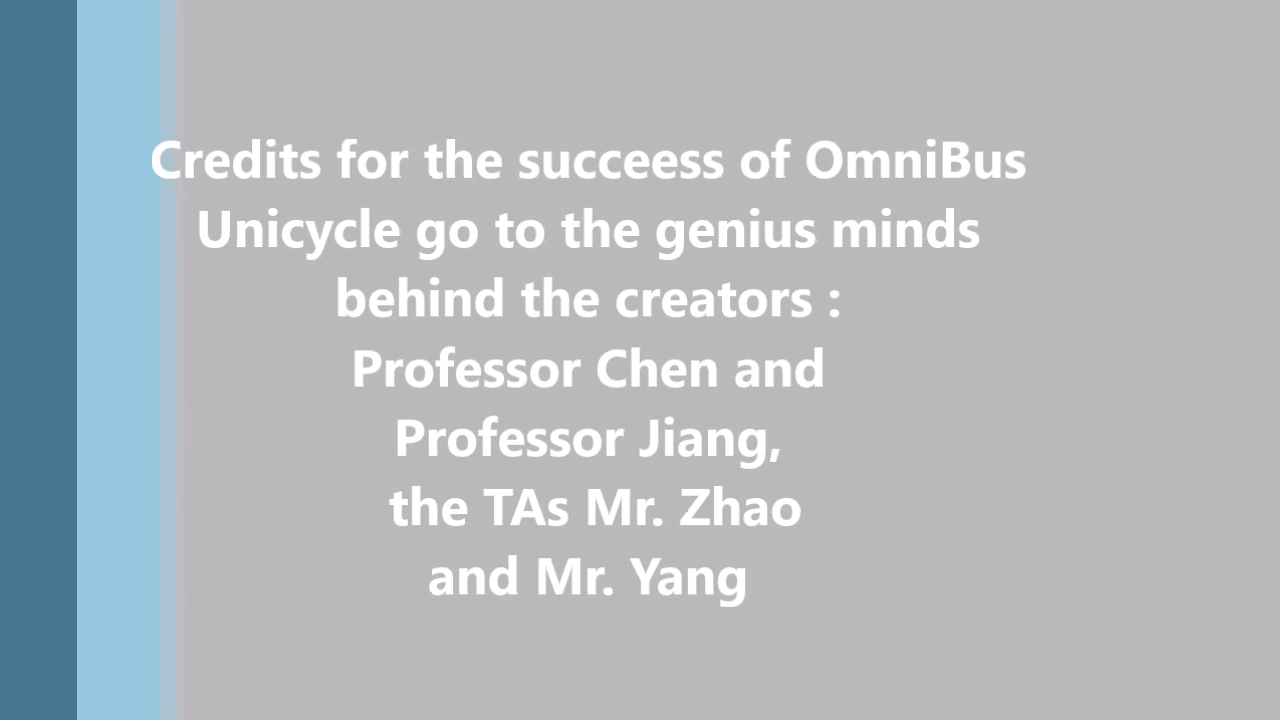 Credits for the succeess of OmniBus
Unicycle go to the genius minds
behind the creators :
Professor Chen and
Professor Jiang,
the TAs Mr. Zhao
and Mr. Yang